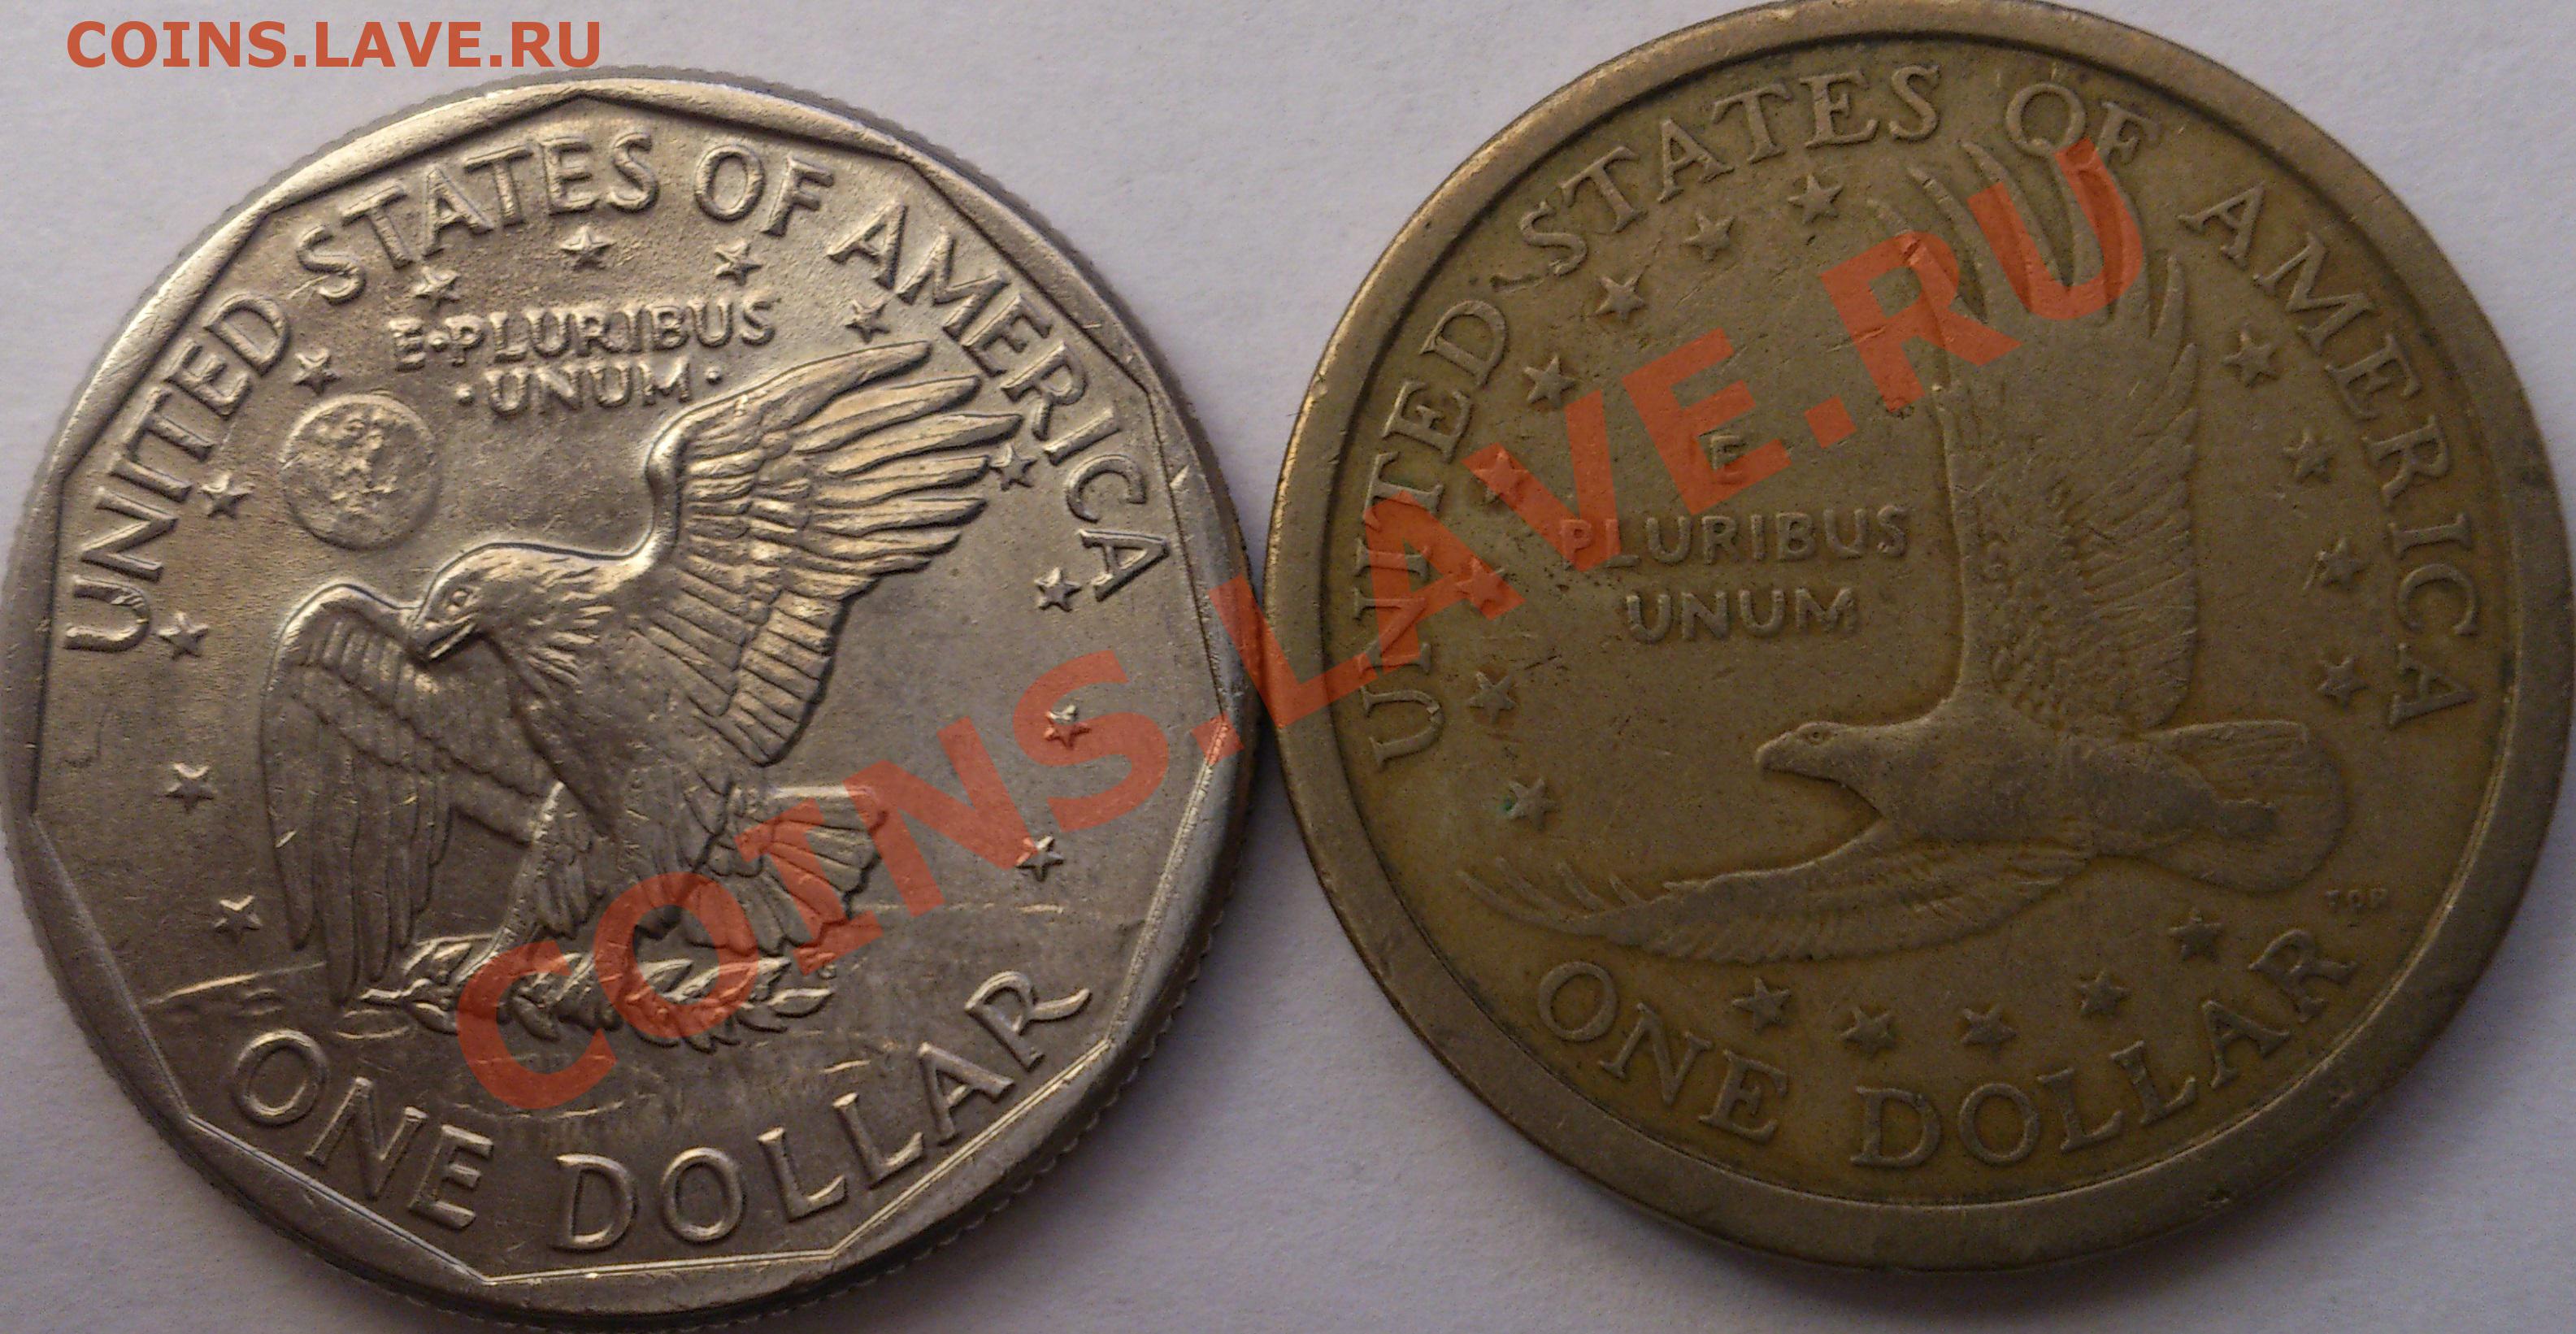 COINS.LAVE.RU
UNITED STATES OF AMERICA
E·PLURIBUS
·UNUM·
ONE DOLLAR
UNITED STATES OF AMERICA
E
PLURIBUS
UNUM
TDR
ONE DOLLAR
COINS.LAVE.RU